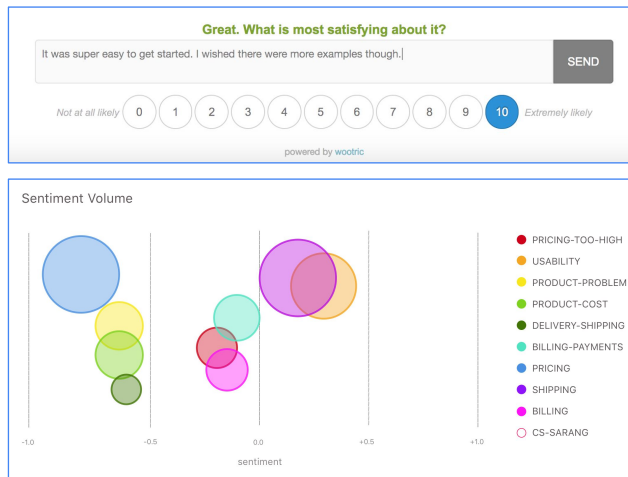 Great. What is most satisfying about it?
It was super easy to get started. I wished there were more examples though.
SEND
Not at all likely 0 1 2 3 4 5 6 7 8 9 10 Extremely likely
powered by wootric
Sentiment Volume
PRICING-TOO-HIGH
USABILITY
PRODUCT-PROBLEM
PRODUCT-COST
DELIVERY-SHIPPING
BILLING-PAYMENTS
PRICING
SHIPPING
BILLING
CS-SARANG
-1.0 -0.5 0.0 +0.5 +1.0
sentiment